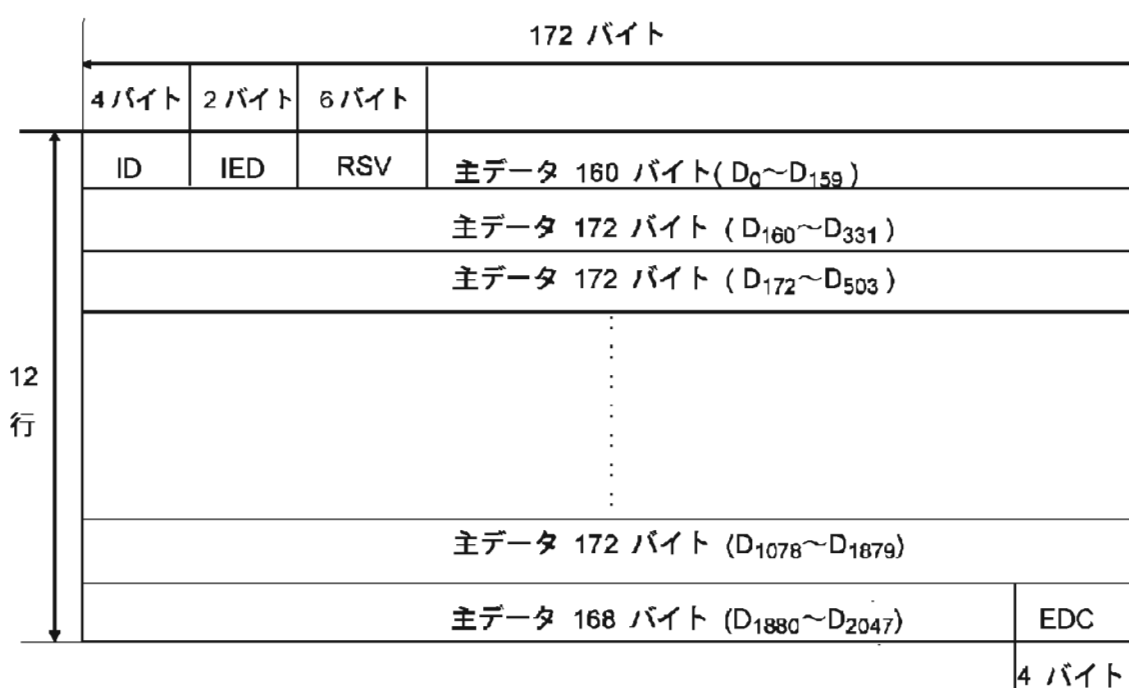 172 バイト
4バイト 2バイト 6バイト
ID IED RSV 主データ 160 バイト( D0～D159 )
主データ 172 バイト ( D160～D331 )
主データ 172 バイト ( D172～D503 )
12
行
主データ 172 バイト (D1078～D1879)
主データ 168 バイト (D1880～D2047) EDC
4 バイト